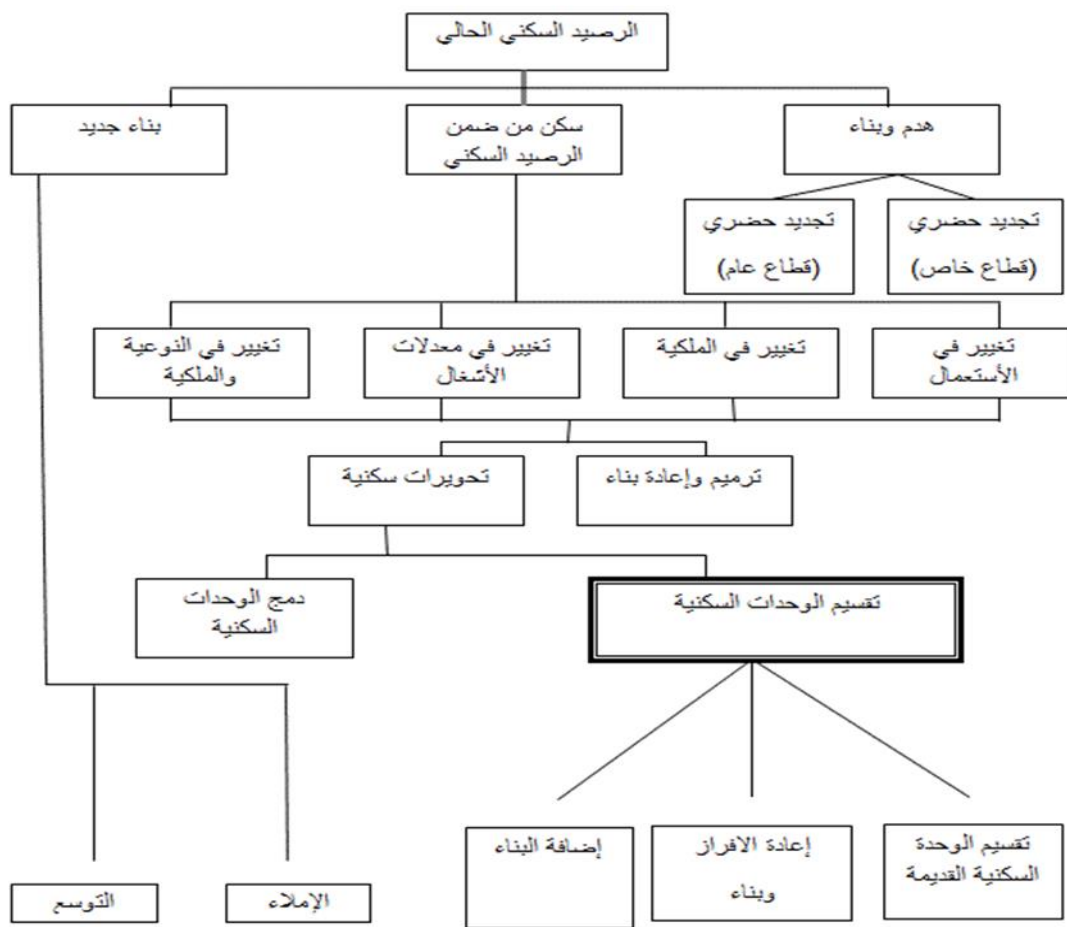 الرصيد السكني الحالي
هدم وبناء
سكن من ضمن
الرصيد السكني
بناء جديد
تجديد حضري
(قطاع خاص)
تجديد حضري
(قطاع عام)
تغيير في
الأستعمال
تغيير في الملكية
تغيير في معدلات
الأشغال
تغيير في النوعية
والملكية
ترميم وإعادة بناء
تحويرات سكنية
تقسيم الوحدات السكنية
دمج الوحدات
السكنية
تقسيم الوحدة
السكنية القديمة
إعادة الافراز
وبناء
إضافة البناء
الإملاء
التوسع